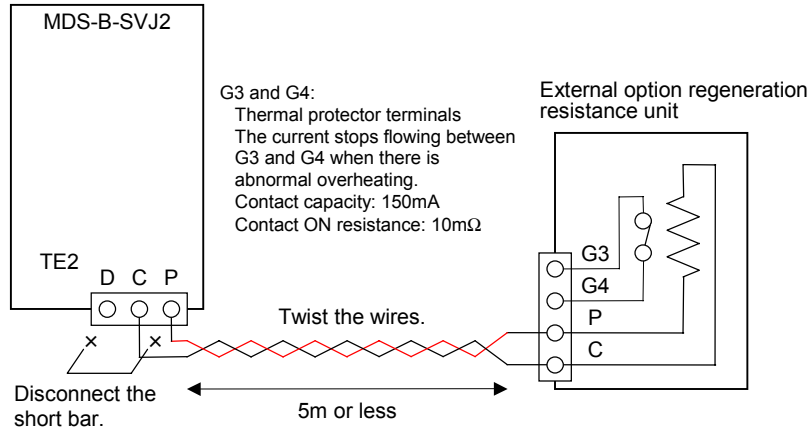 MDS-B-SVJ2
G3 and G4:
Thermal protector terminals
The current stops flowing between
G3 and G4 when there is
abnormal overheating.
Contact capacity: 150mA
Contact ON resistance: 10mΩ
External option regeneration
resistance unit
TE2
D C P
G3
G4
P
C
Twist the wires.
Disconnect the
short bar.
5m or less